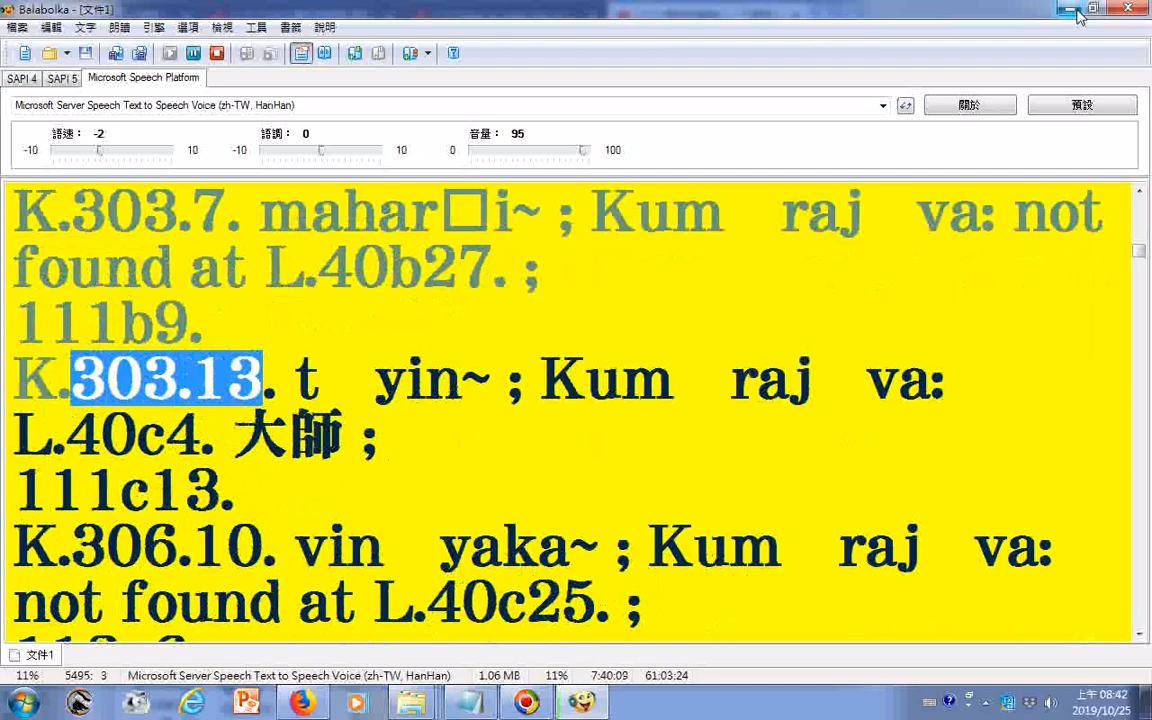 Balabolka - [文件1]
檔案 編輯 文字 朗讀 引擎 選項 檢視 工具 書籤 說明
SAPI 4 SAPI 5 Microsoft Speech Platform
Microsoft Server Speech Text to Speech Voice (zh-TW, HanHan) 關於 預設
語速： -2 語調： 0 音量： 95
-10 10 -10 10 0 100
K.303.7. mahar□i~ ; Kum raj va: not
found at L.40b27. ;
111b9.
K.303.13. t yin~ ; Kum raj va:
L.40c4. 大師 ;
111c13.
K.306.10. vin yaka~ ; Kum raj va:
not found at L.40c25. ;
文件1
11% 5495: 3 Microsoft Server Speech Text to Speech Voice (zh-TW, HanHan) 1.06 MB 11% 7:40:09 61:03:24
上午 08:42
2019/10/25